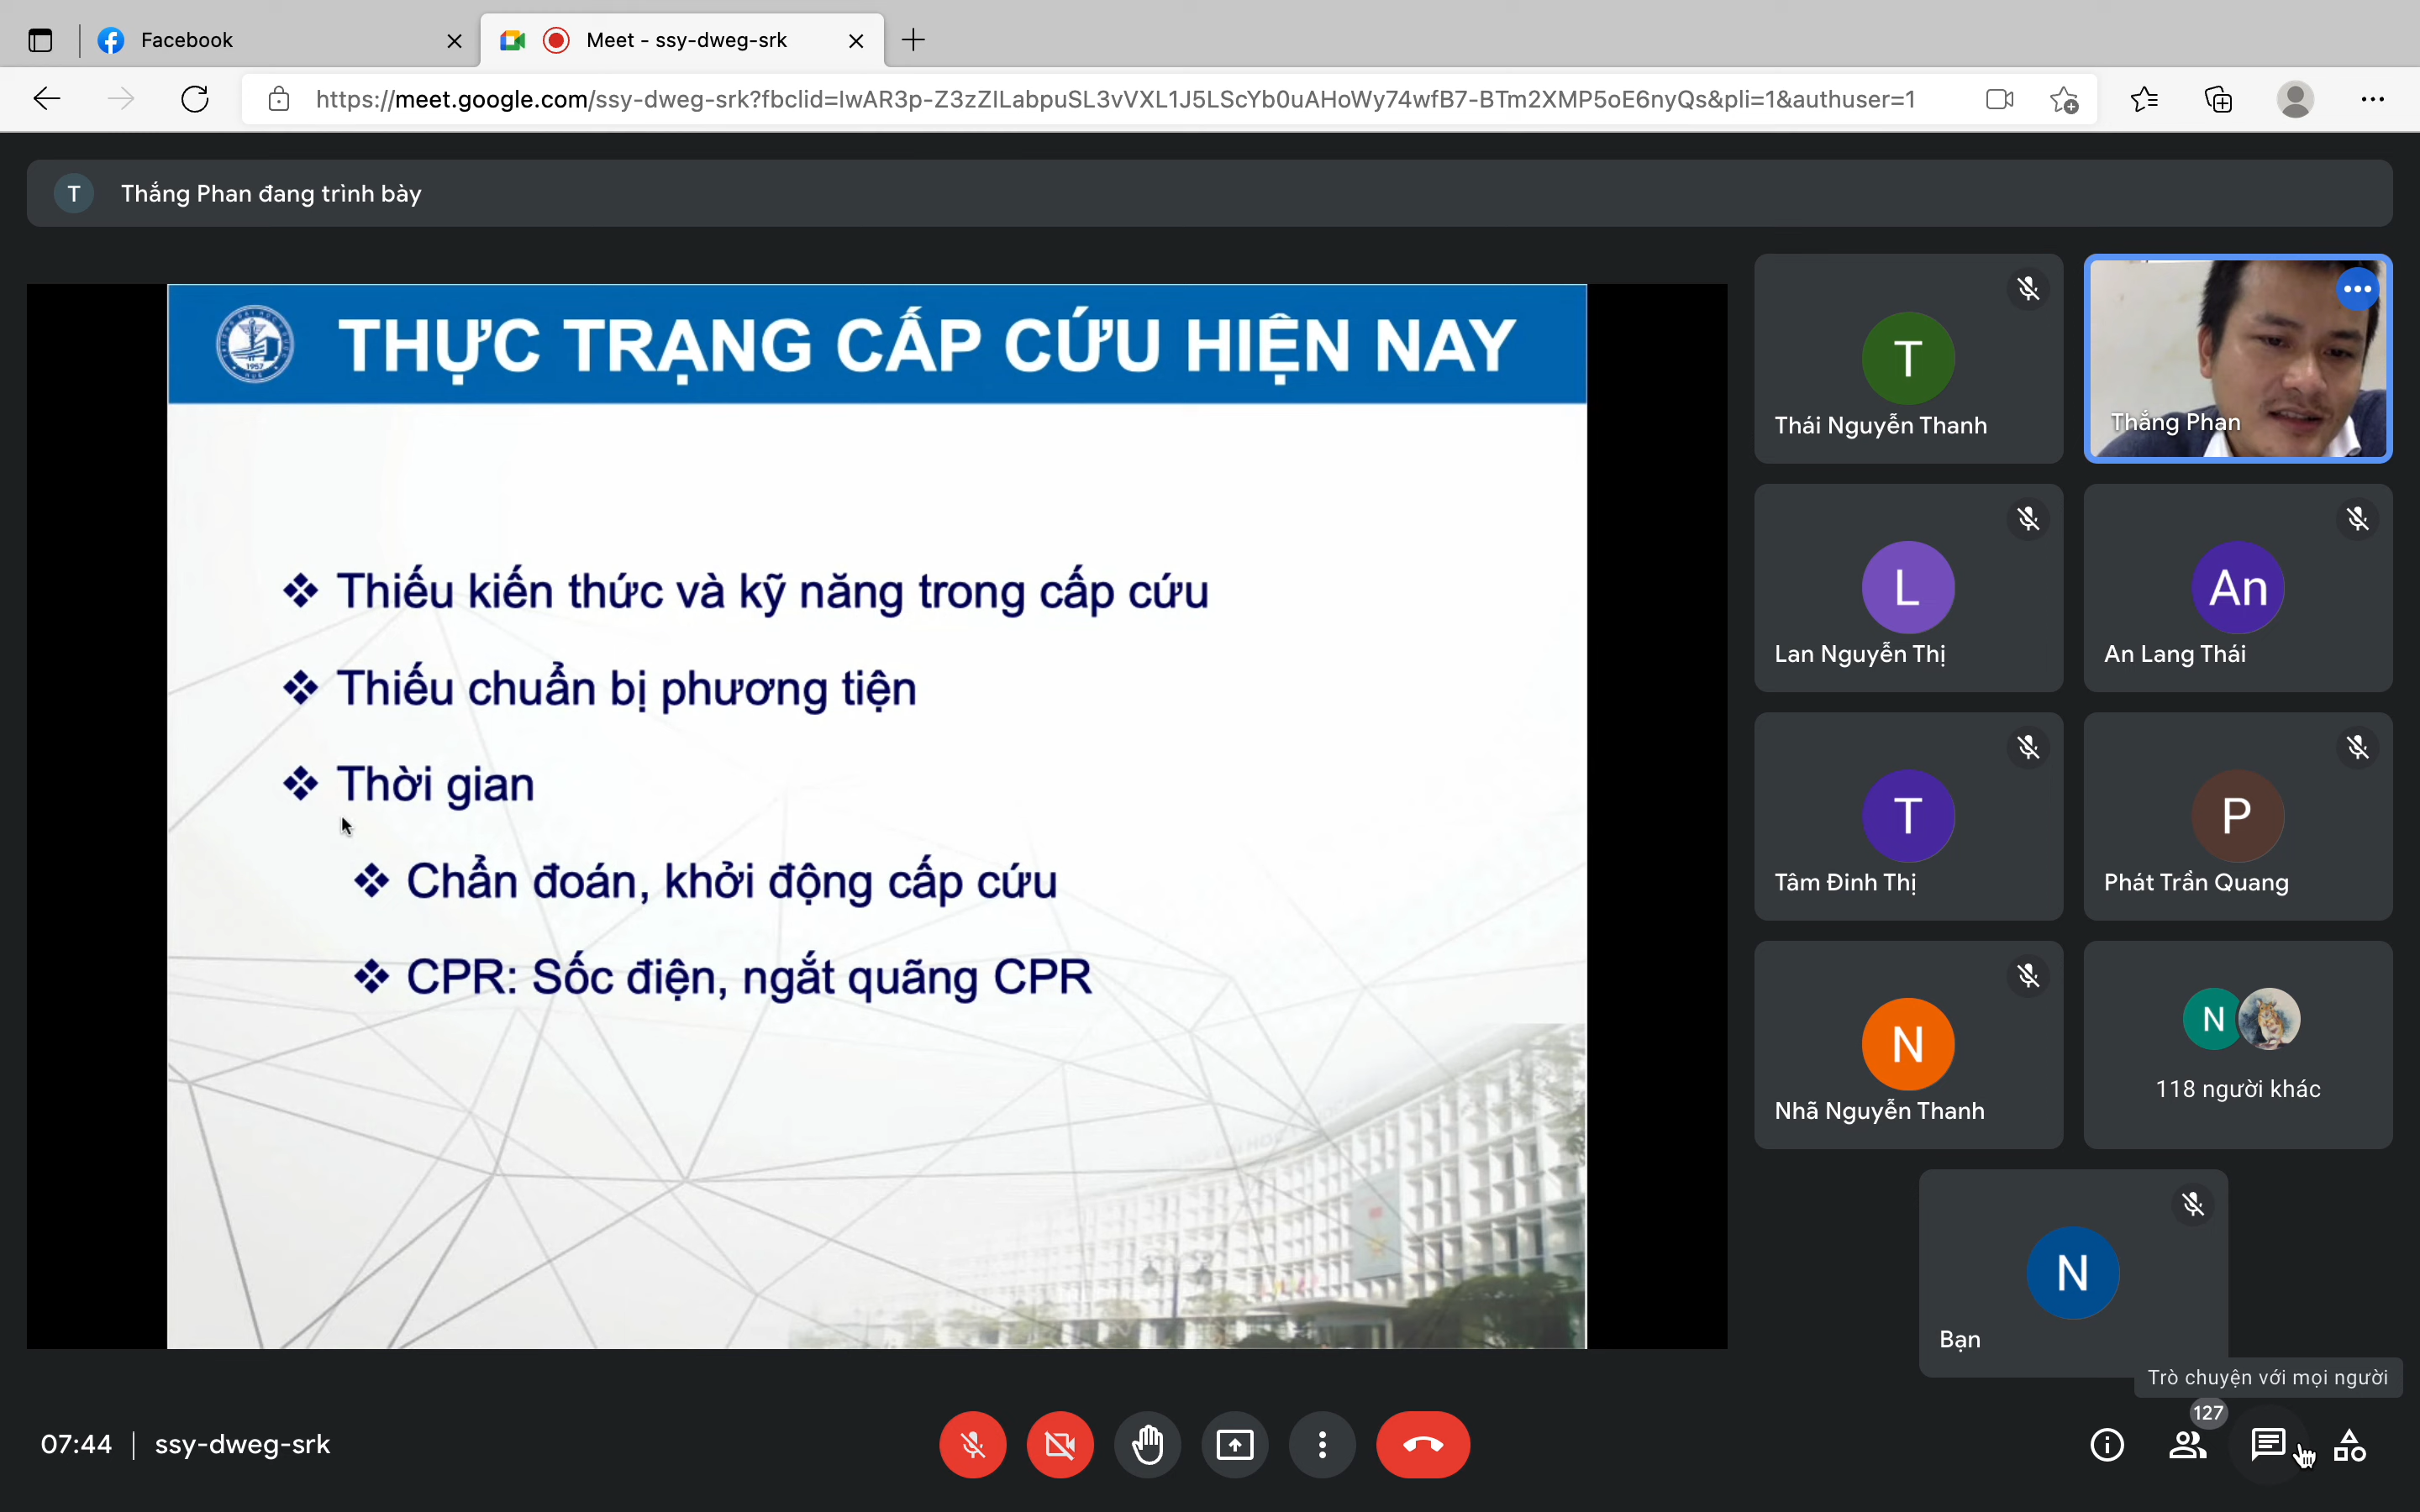 Facebook
Meet - ssy-dweg-srk
https://meet.google.com/ssy-dweg-srk?fbclid=IwAR3p-Z3zZILabpuSL3vVXL1J5LScYb0uAHoWy74wfB7-BTm2XMP5oE6nyQs&pli=1&authuser=1
T
Thắng Phan đang trình bày
1957
HUẾ
THỰC TRẠNG CẤP CỨU HIỆN NAY
❖ Thiếu kiến thức và kỹ năng trong cấp cứu
❖ Thiếu chuẩn bị phương tiện
❖ Thời gian
❖ Chẩn đoán, khởi động cấp cứu
❖ CPR: Sốc điện, ngắt quãng CPR
T
Thái Nguyễn Thanh
Thắng Phan
L
Lan Nguyễn Thị
An
An Lang Thái
T
Tâm Đinh Thị
P
Phát Trần Quang
N
Nhã Nguyễn Thanh
N
118 người khác
N
Bạn
Trò chuyện với mọi người
127
07:44 | ssy-dweg-srk